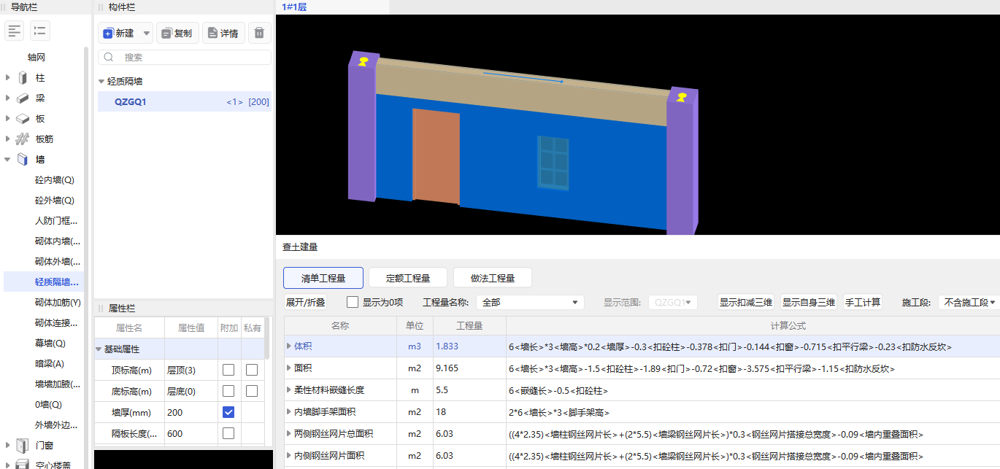 导航栏
轴网
柱
梁
板
板筋
墙
砼内墙(Q)
砼外墙(Q)
人防门框...
砌体内墙(...
砌体外墙(...
轻质隔墙...
砌体加筋(Y)
砌体连接...
幕墙(Q)
暗梁(A)
墙墙加腋(...
0墙(Q)
外墙外边...
门窗
空心楼盖
构件栏
新建 复制 详情
搜索
轻质隔墙
QZGQ1 <1> [200]
属性栏
属性名 属性值 附加 私有
基础属性
顶标高(m) 层顶(3)
底标高(m) 层底(0)
墙厚(mm) 200
隔板长度(... 600
1#1层
查土建量
清单工程量 定额工程量 做法工程量
展开/折叠 显示为0项 工程量名称: 全部 显示范围: QZGQ1 显示扣减三维 显示自身三维 手工计算 施工段: 不含施工段
名称 单位 工程量 计算公式
体积 m3 1.833 6<墙长>*3<墙高>*0.2<墙厚>-0.3<扣砼柱>-0.378<扣门>-0.144<扣窗>-0.715<扣平行梁>-0.23<扣防水反坎>
面积 m2 9.165 6<墙长>*3<墙高>-1.5<扣砼柱>-1.89<扣门>-0.72<扣窗>-3.575<扣平行梁>-1.15<扣防水反坎>
柔性材料嵌缝长度 m 5.5 6<嵌缝长>-0.5<扣砼柱>
内墙脚手架面积 m2 18 2*6<墙长>*3<脚手架高>
两侧钢丝网片总面积 m2 6.03 ((4*2.35)<墙柱钢丝网片长>+(2*5.5)<墙梁钢丝网片长>)*0.3<钢丝网片搭接总宽度>-0.09<墙内重叠面积>
内侧钢丝网片面积 m2 6.03 ((4*2.35)<墙柱钢丝网片长>+(2*5.5)<墙梁钢丝网片长>)*0.3<钢丝网片搭接总宽度>-0.09<墙内重叠面积>